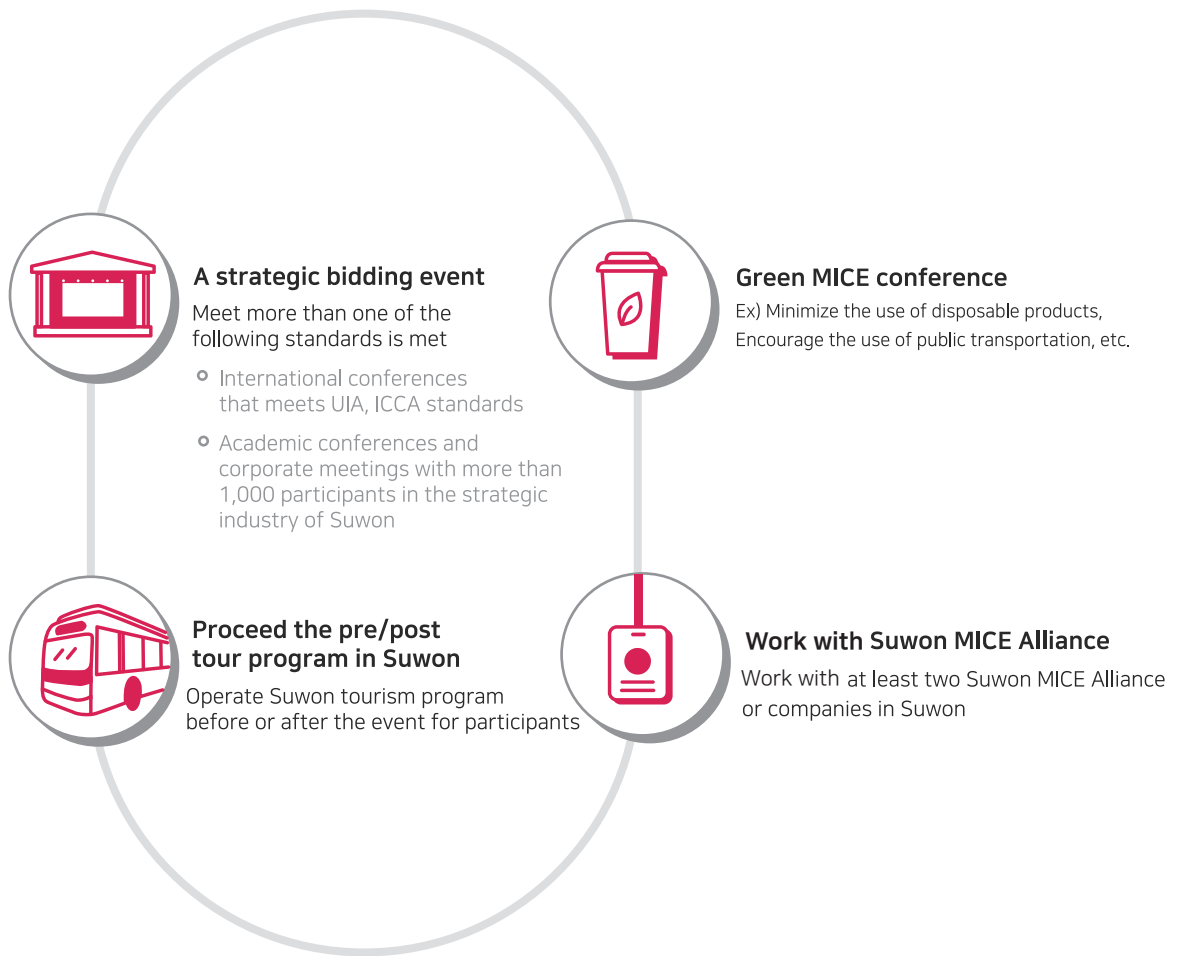 A strategic bidding event
Meet more than one of the
following standards is met
International conferences
that meets UIA, ICCA standards
Academic conferences and
corporate meetings with more than
1,000 participants in the strategic
industry of Suwon
Green MICE conference
Ex) Minimize the use of disposable products,
Encourage the use of public transportation, etc.
Proceed the pre/post
tour program in Suwon
Operate Suwon tourism program
before or after the event for participants
Work with Suwon MICE Alliance
Work with at least two Suwon MICE Alliance
or companies in Suwon